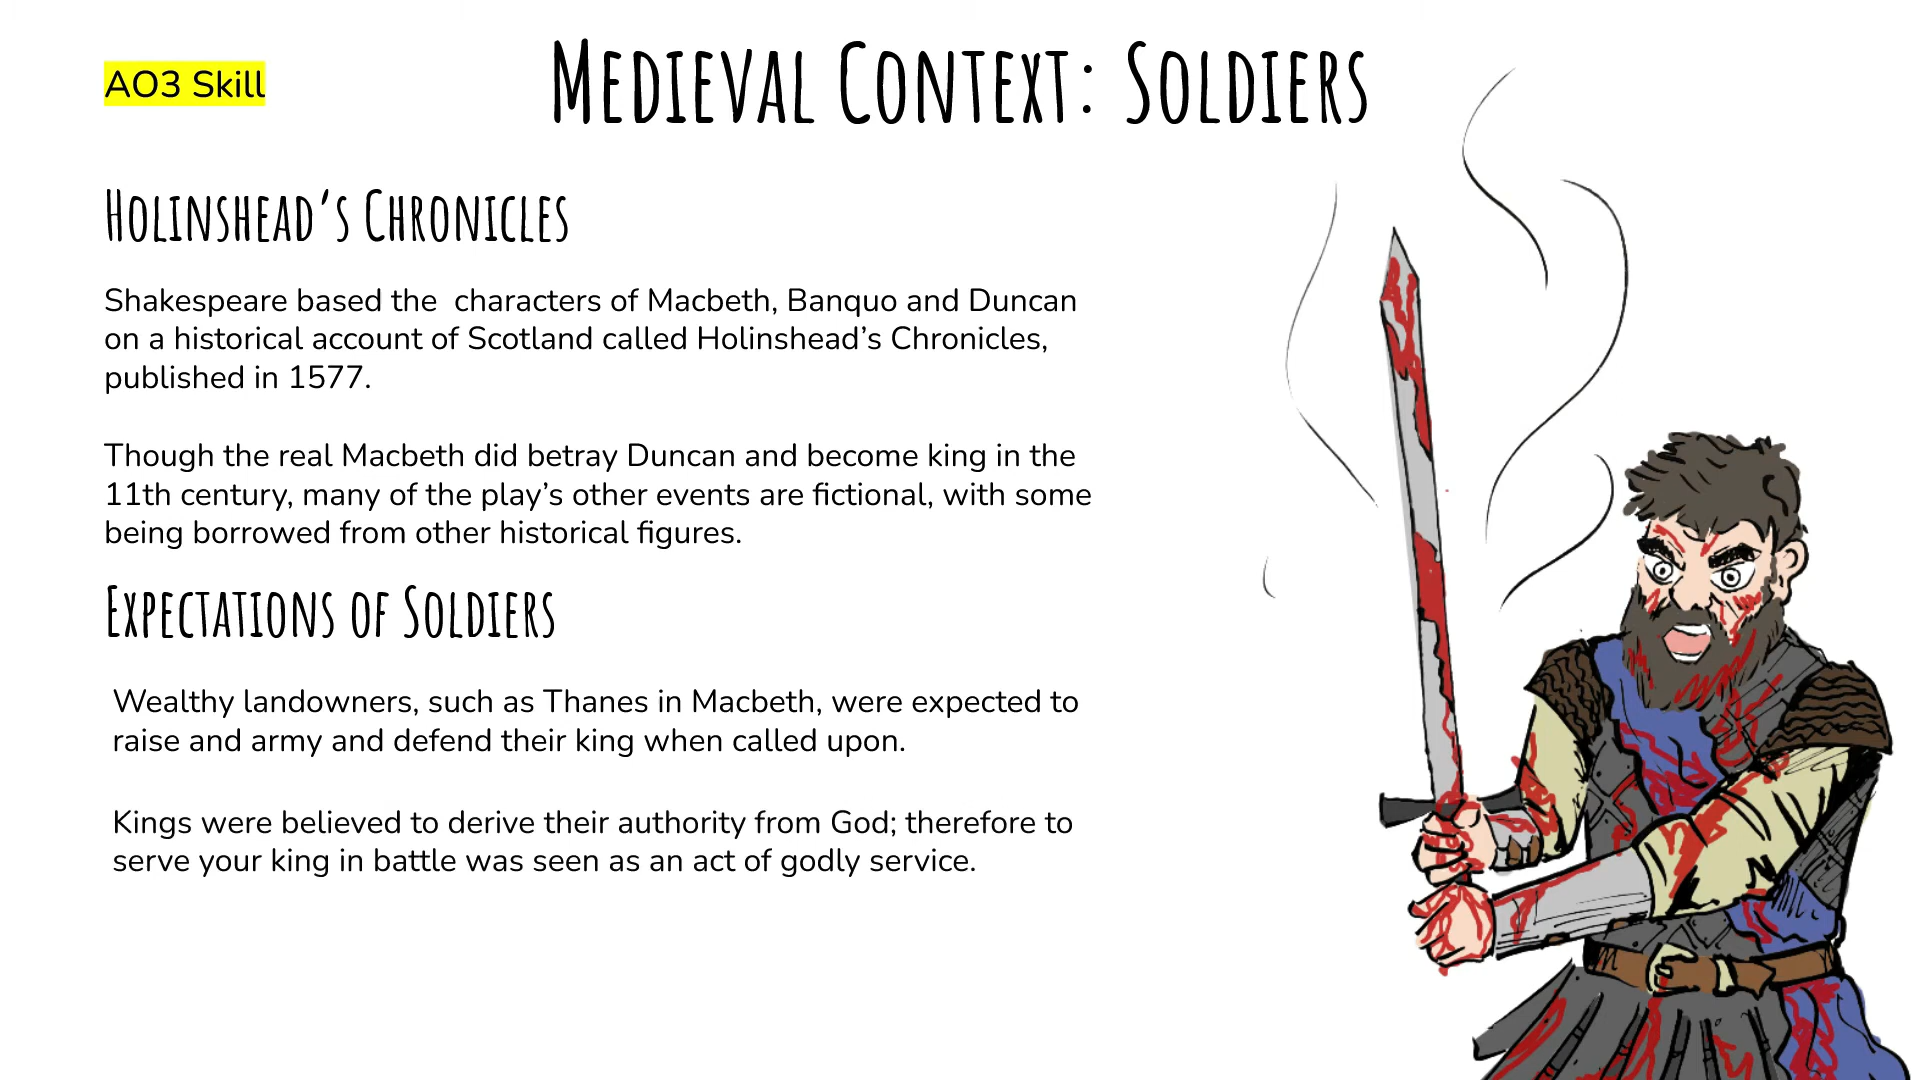 AO3 Skill
Medieval Context: Soldiers
Holinshead's Chronicles
Shakespeare based the  characters of Macbeth, Banquo and Duncan
on a historical account of Scotland called Holinshead’s Chronicles,
published in 1577.
Though the real Macbeth did betray Duncan and become king in the
11th century, many of the play’s other events are fictional, with some
being borrowed from other historical figures.
Expectations of Soldiers
Wealthy landowners, such as Thanes in Macbeth, were expected to
raise and army and defend their king when called upon.
Kings were believed to derive their authority from God; therefore to
serve your king in battle was seen as an act of godly service.